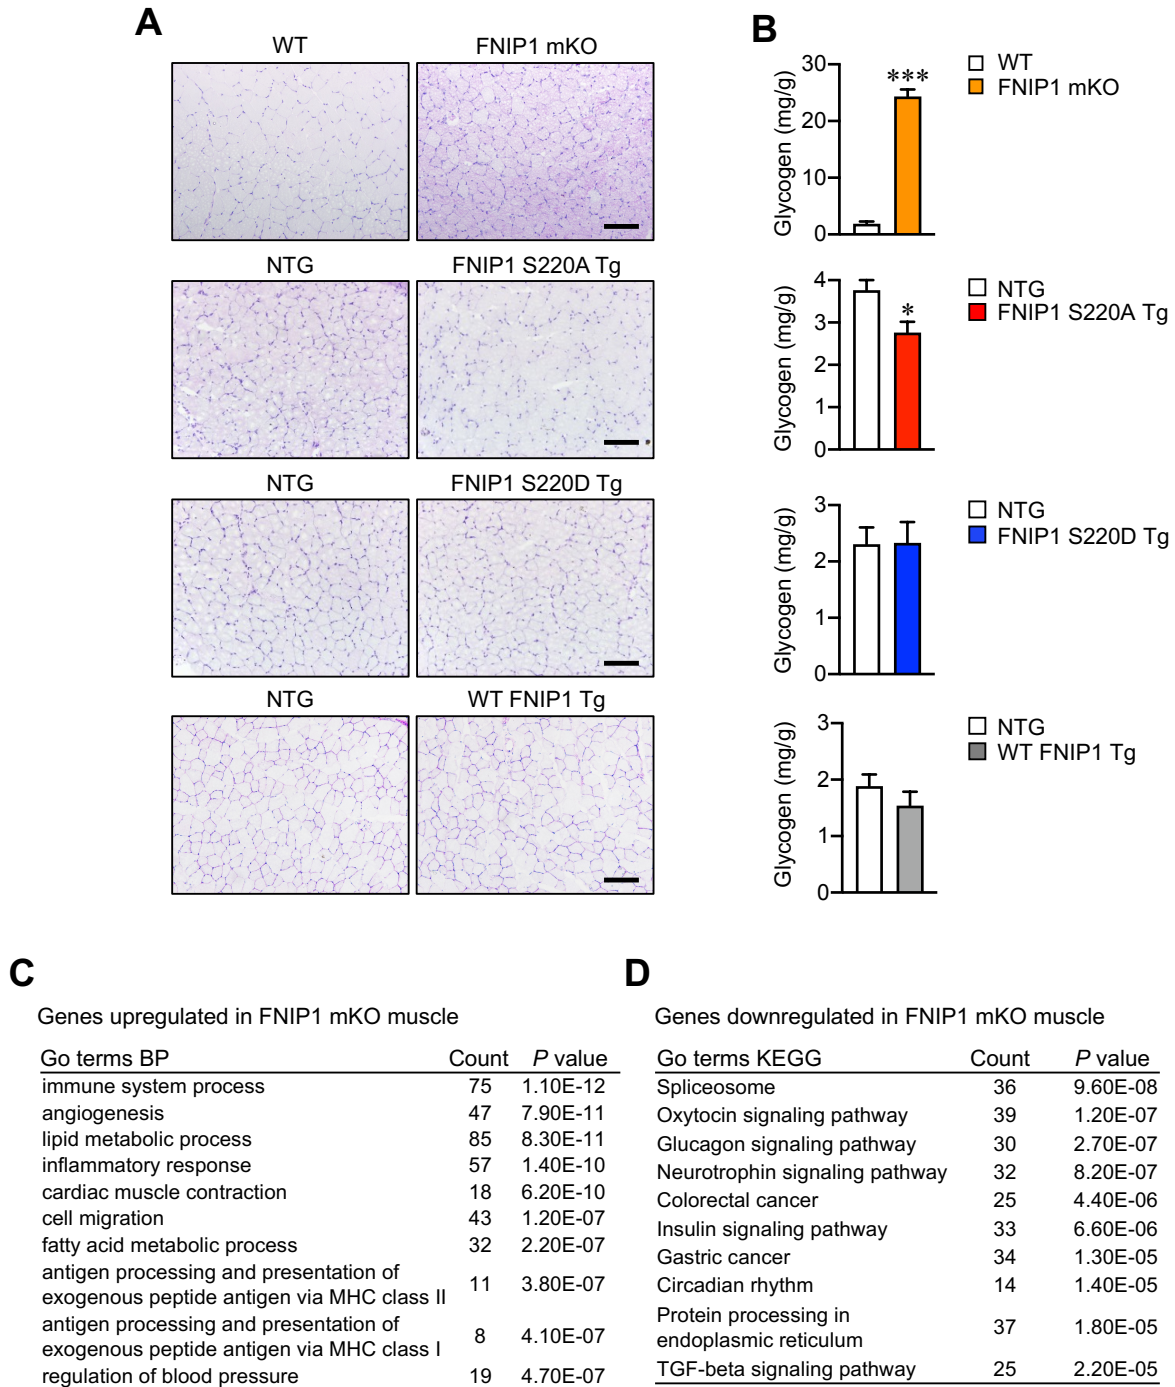 A
WT
FNIP1 mKO
NTG
FNIP1 S220A Tg
NTG
FNIP1 S220D Tg
NTG
WT FNIP1 Tg
B
30
20
10
0
Glycogen (mg/g)
***
WT
FNIP1 mKO
4
3
2
1
0
Glycogen (mg/g)
*
NTG
FNIP1 S220A Tg
3
2
1
0
Glycogen (mg/g)
NTG
FNIP1 S220D Tg
3
2
1
0
Glycogen (mg/g)
NTG
WT FNIP1 Tg
C
Genes upregulated in FNIP1 mKO muscle
Go terms BP Count P value
immune system process 75 1.10E-12
angiogenesis 47 7.90E-11
lipid metabolic process 85 8.30E-11
inflammatory response 57 1.40E-10
cardiac muscle contraction 18 6.20E-10
cell migration 43 1.20E-07
fatty acid metabolic process 32 2.20E-07
antigen processing and presentation of
exogenous peptide antigen via MHC class II 11 3.80E-07
antigen processing and presentation of
exogenous peptide antigen via MHC class I 8 4.10E-07
regulation of blood pressure 19 4.70E-07
D
Genes downregulated in FNIP1 mKO muscle
Go terms KEGG Count P value
Spliceosome 36 9.60E-08
Oxytocin signaling pathway 39 1.20E-07
Glucagon signaling pathway 30 2.70E-07
Neurotrophin signaling pathway 32 8.20E-07
Colorectal cancer 25 4.40E-06
Insulin signaling pathway 33 6.60E-06
Gastric cancer 34 1.30E-05
Circadian rhythm 14 1.40E-05
Protein processing in
endoplasmic reticulum 37 1.80E-05
TGF-beta signaling pathway 25 2.20E-05